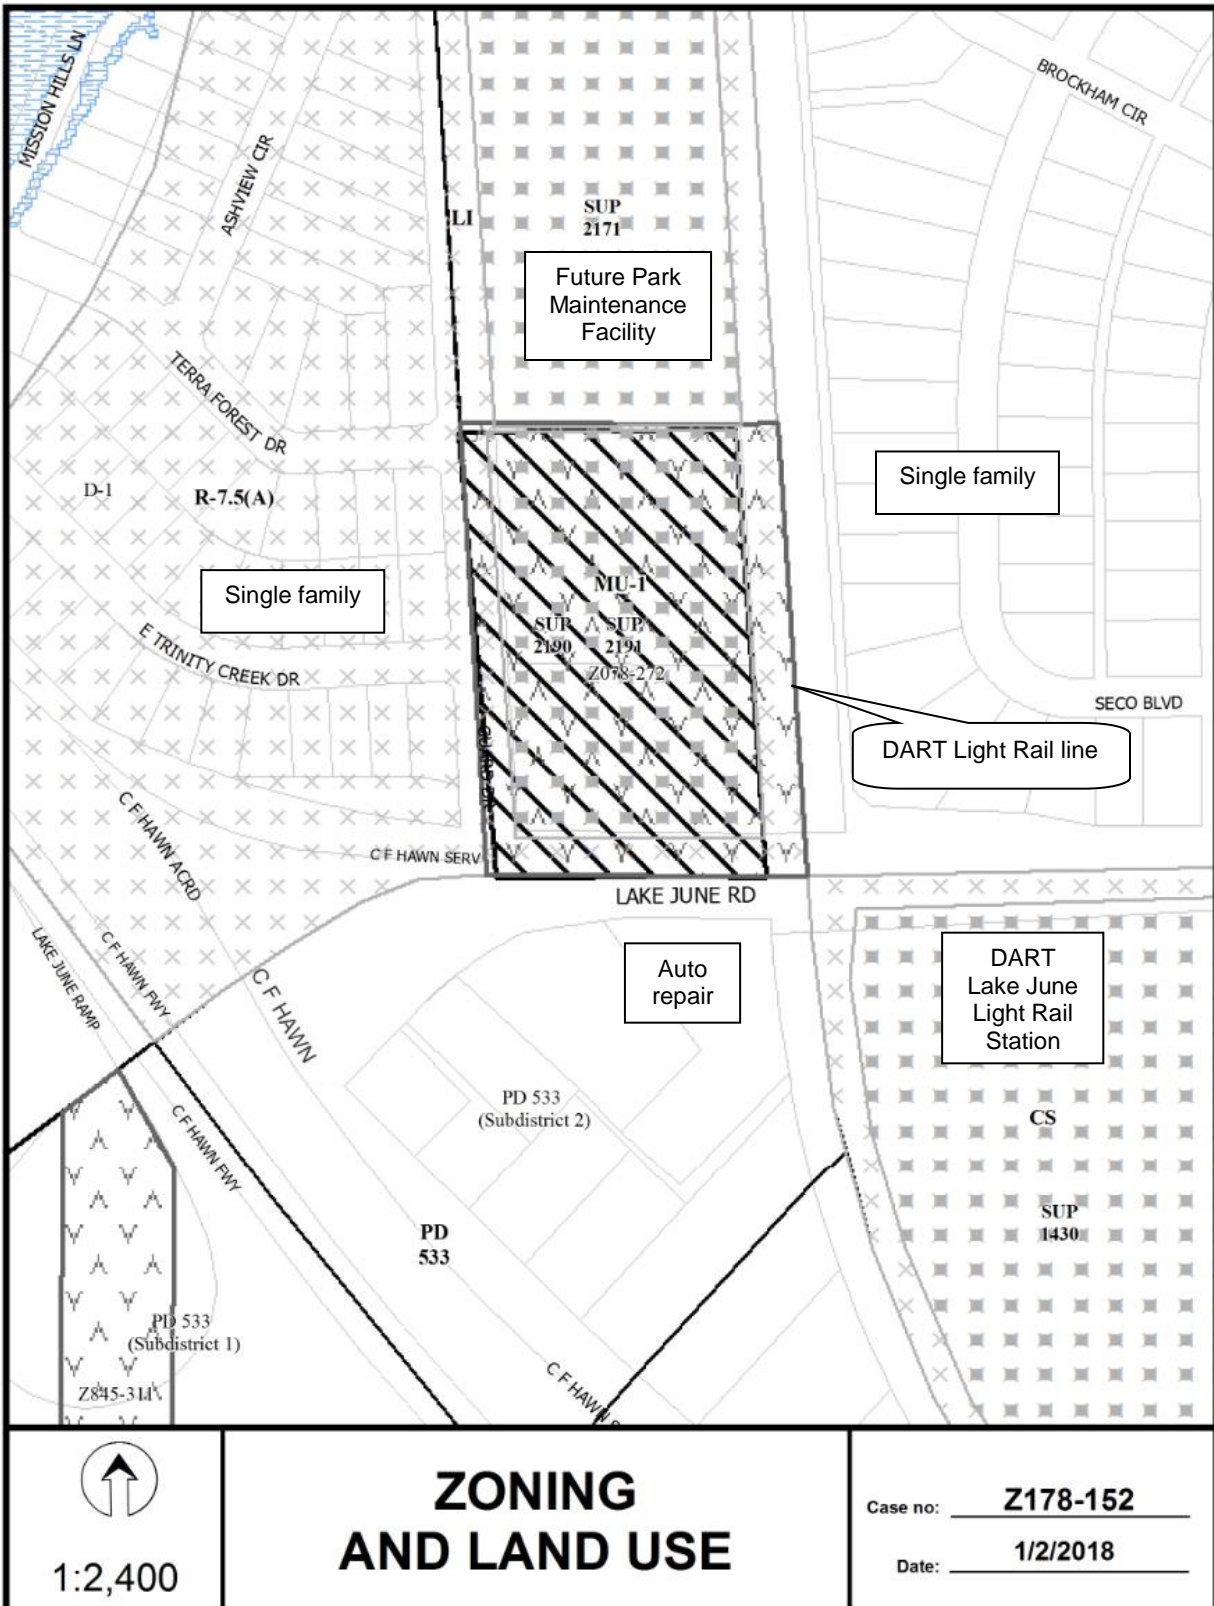 MISSION HILLS LN
ASHVIEW CIR
BROCKHAM CIR
LI
SUP
2171
Future Park
Maintenance
Facility
TERRA FOREST DR
D-1
R-7.5(A)
Single family
Single family
MU-1
SUP
2190
SUP
2191
Z078-272
E TRINITY CREEK DR
SECO BLVD
DART Light Rail line
C F HAWN ACRD
C F HAWN SERV
LAKE JUNE RD
LAKE JUNE RAMP
C F HAWN FWY
C F HAWN
Auto
repair
DART
Lake June
Light Rail
Station
PD 533
(Subdistrict 2)
C F HAWN FWY
CS
SUP
1430
PD
533
PD 533
(Subdistrict 1)
Z845-311
C F HAWN S
1:2,400
ZONING
AND LAND USE
Case no: Z178-152
Date: 1/2/2018